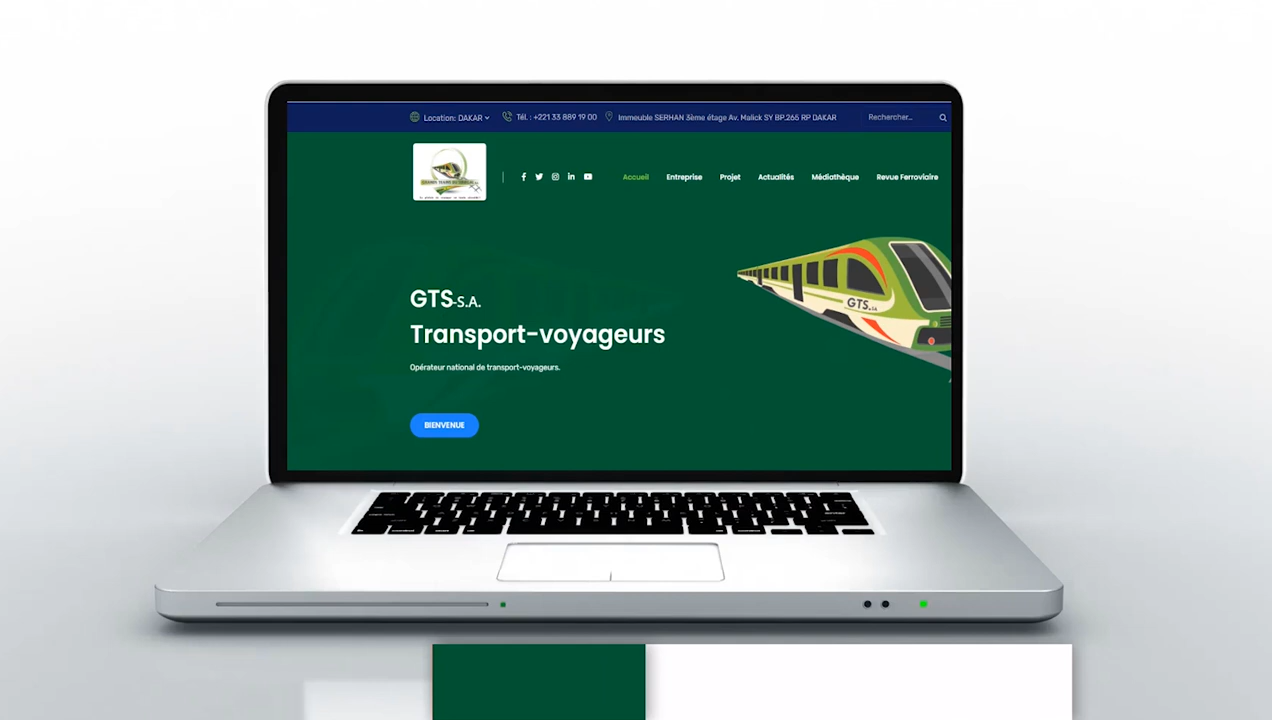 Location: DAKAR
Tél. : +221 33 889 19 00
Immeuble SERHAN 3ème étage Av. Malick SY BP.265 RP DAKAR
Rechercher...
Accueil Entreprise Projet Actualités Médiathèque Revue Ferroviaire
GTS-S.A.
Transport-voyageurs
Opérateur national de transport-voyageurs.
BIENVENUE
GTS.SA